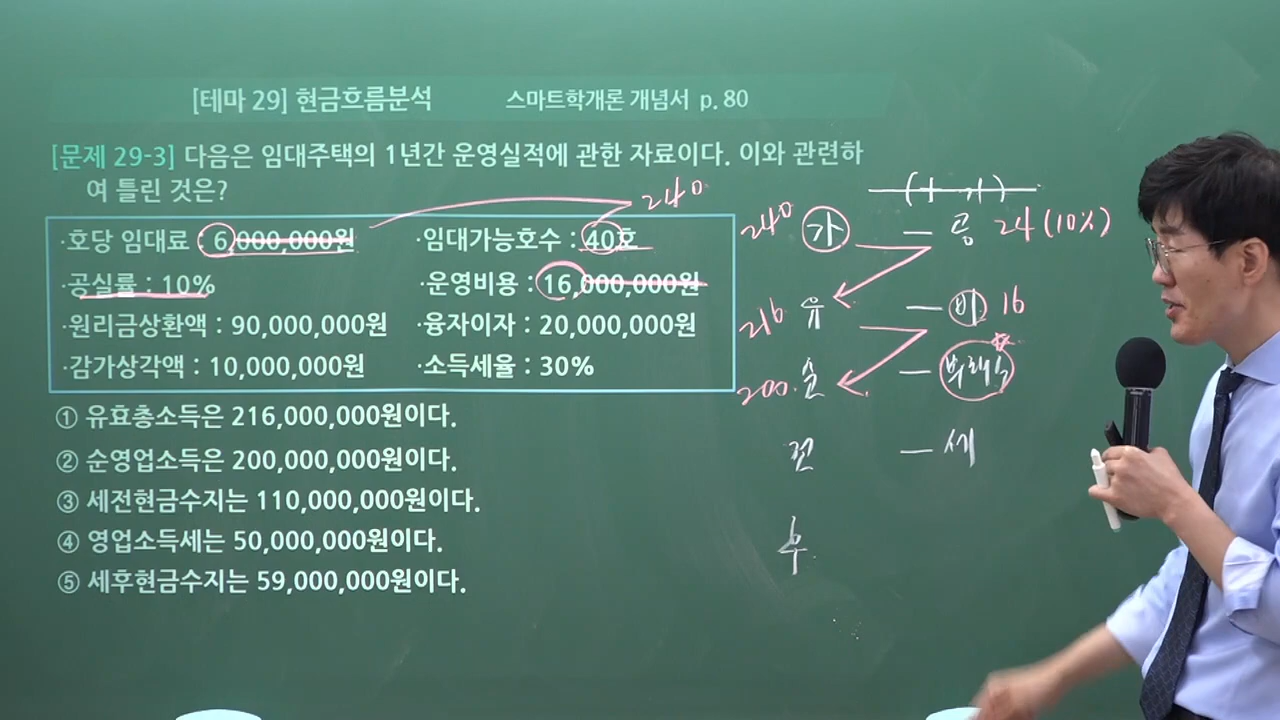 [테마 29] 현금흐름분석 스마트학개론 개념서 p. 80
[문제 29-3] 다음은 임대주택의 1년간 운영실적에 관한 자료이다. 이와 관련하
여 틀린 것은?
·호당 임대료 : 6,000,000원 ·임대가능호수 : 40호
·공실률 : 10% ·운영비용 : 16,000,000원
·원리금상환액 : 90,000,000원 ·융자이자 : 20,000,000원
·감가상각액 : 10,000,000원 ·소득세율 : 30%
① 유효총소득은 216,000,000원이다.
② 순영업소득은 200,000,000원이다.
③ 세전현금수지는 110,000,000원이다.
④ 영업소득세는 50,000,000원이다.
⑤ 세후현금수지는 59,000,000원이다.
240
240 가 — 공 24 (10%)
216 유 — 비 16
200 순 —
전 — 세
후